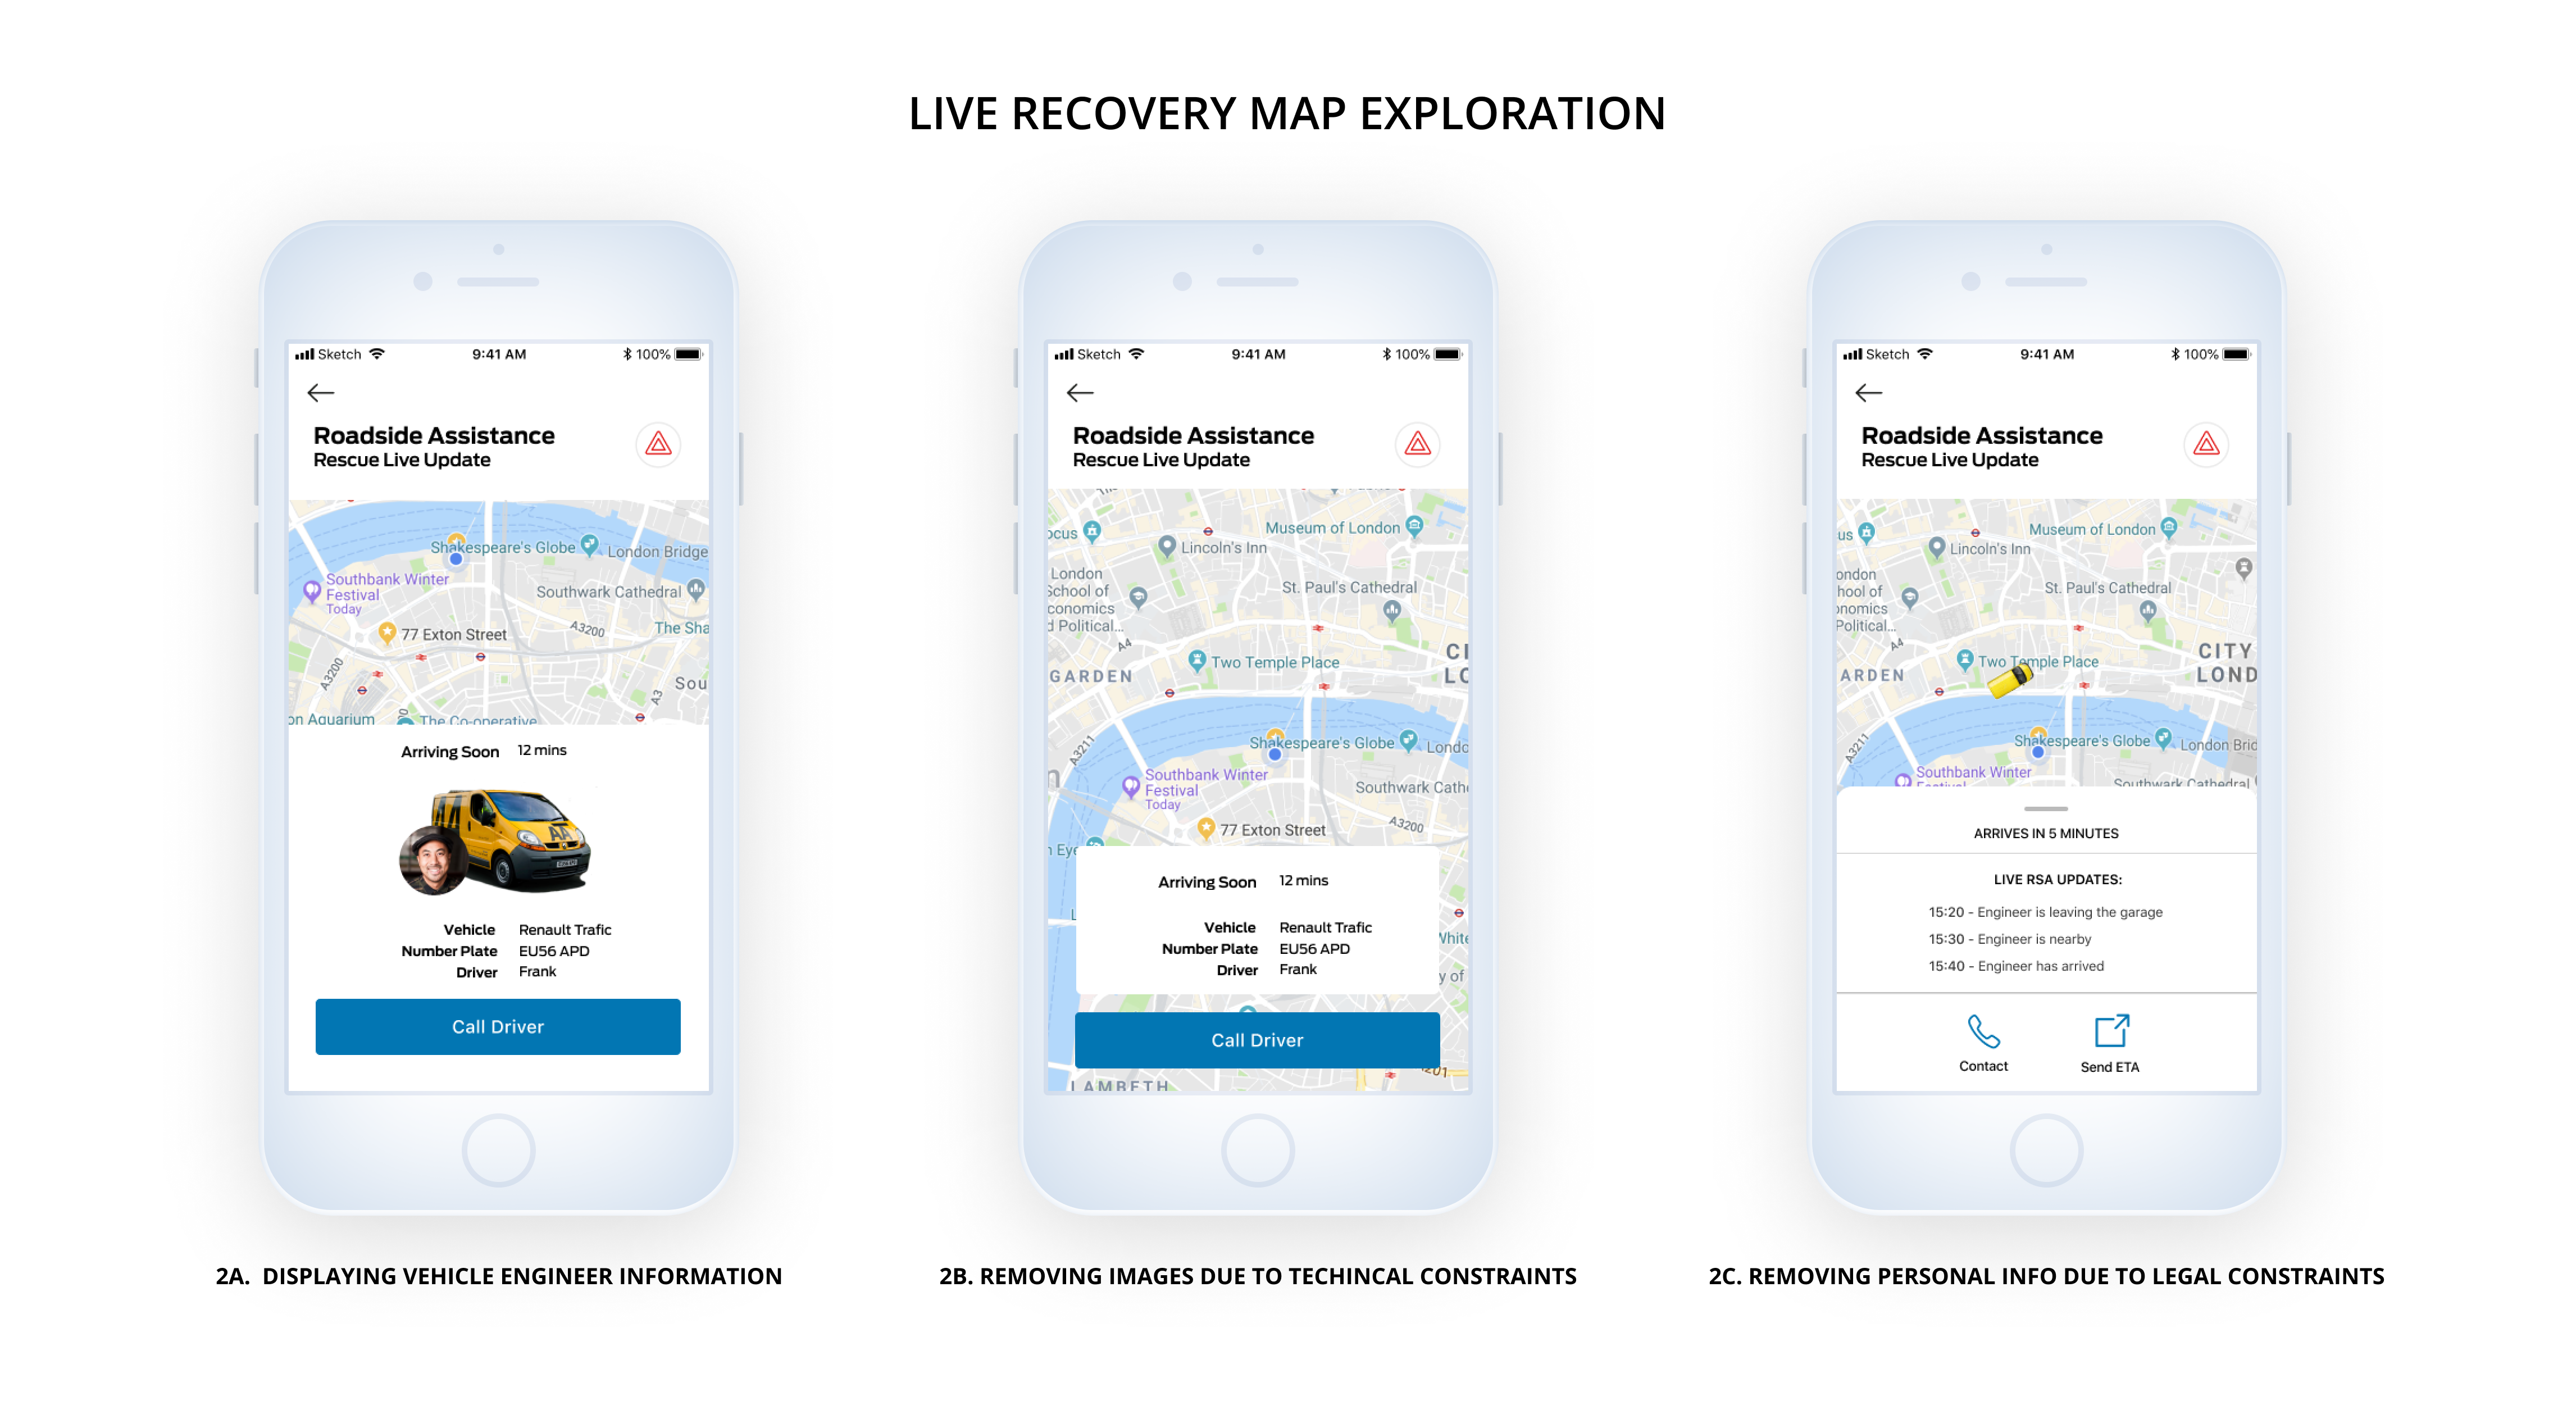 LIVE RECOVERY MAP EXPLORATION
Sketch
9:41 AM
100%
Roadside Assistance
Rescue Live Update
Shakespeare's Globe
London Bridge
Southbank Winter
Festival
Today
Southwark Cathedral
77 Exton Street
A3200
The Sha
A3200
A3
Sou
on Aquarium
The Co-operative
Arriving Soon 12 mins
AA
Vehicle Renault Trafic
Number Plate EU56 APD
Driver Frank
Call Driver
2A. DISPLAYING VEHICLE ENGINEER INFORMATION
Sketch
9:41 AM
100%
Roadside Assistance
Rescue Live Update
ocus
Museum of London
Lincoln's Inn
London
School of
conomics
d Political...
St. Paul's Cathedral
A4
Two Temple Place
CI
LO
GARDEN
A3211
Shakespeare's Globe
Londo
Southbank Winter
Festival
Today
Southwark Cath
77 Exton Street
A3200
n Eye
Arriving Soon 12 mins
Vehicle Renault Trafic
Number Plate EU56 APD
Driver Frank
White
y of
Call Driver
LAMBETH
2B. REMOVING IMAGES DUE TO TECHINCAL CONSTRAINTS
Sketch
9:41 AM
100%
Roadside Assistance
Rescue Live Update
us
Museum of London
Lincoln's Inn
ondon
hool of
onomics
Political...
St. Paul's Cathedral
A4
Two Temple Place
CITY
LOND
ARDEN
A3211
Shakespeare's Globe
London Brid
Southbank Winter
Festival
Southwark Cathedral
ARRIVES IN 5 MINUTES
LIVE RSA UPDATES:
15:20 - Engineer is leaving the garage
15:30 - Engineer is nearby
15:40 - Engineer has arrived
Contact
Send ETA
2C. REMOVING PERSONAL INFO DUE TO LEGAL CONSTRAINTS